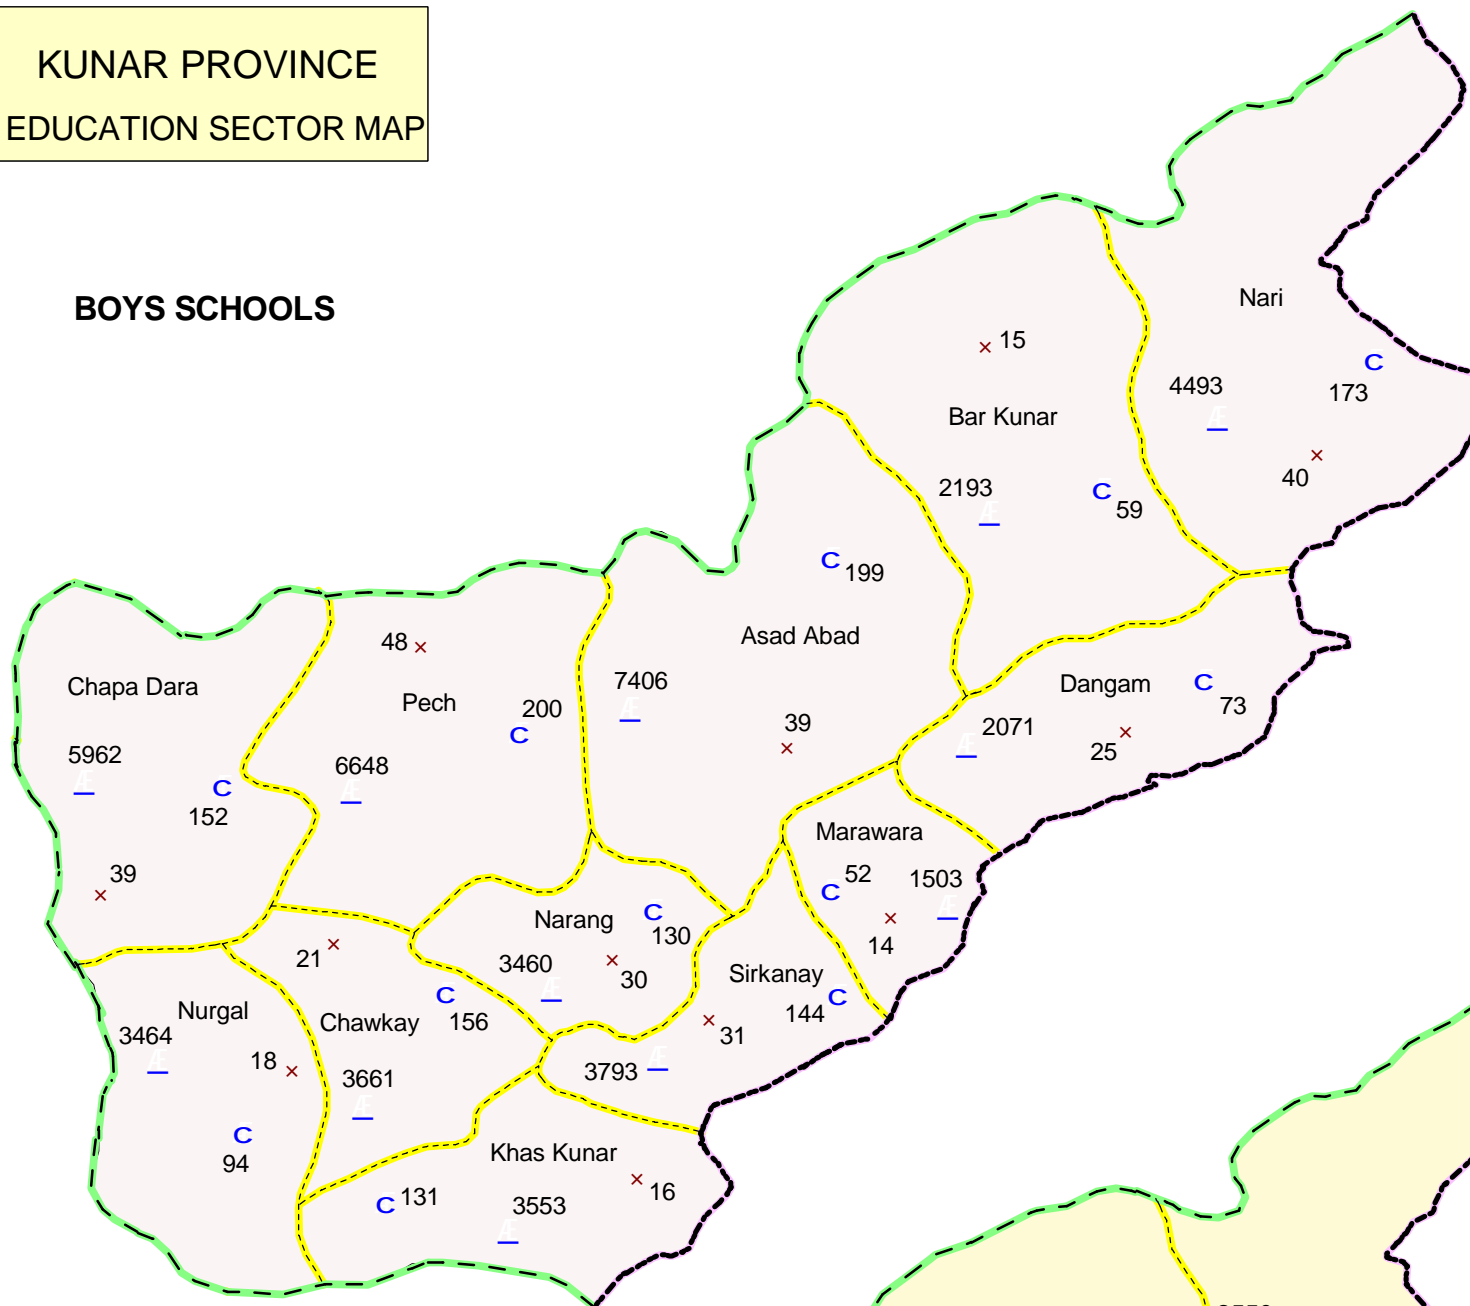 KUNAR PROVINCE
EDUCATION SECTOR MAP
BOYS SCHOOLS
Nari
C
4493
173
Æ
40
15
Bar Kunar
2193
C
59
Æ
C
199
Asad Abad
7406
Æ
39
Dangam
C
73
2071
Æ
25
48
Pech
200
C
6648
Æ
Chapa Dara
5962
Æ
C
152
39
Marawara
C
52
1503
Æ
14
Narang
C
130
3460
Æ
30
Sirkanay
C
144
31
3793
Æ
21
C
156
Chawkay
3661
Æ
Nurgal
3464
Æ
18
C
94
Khas Kunar
C
131
3553
Æ
16